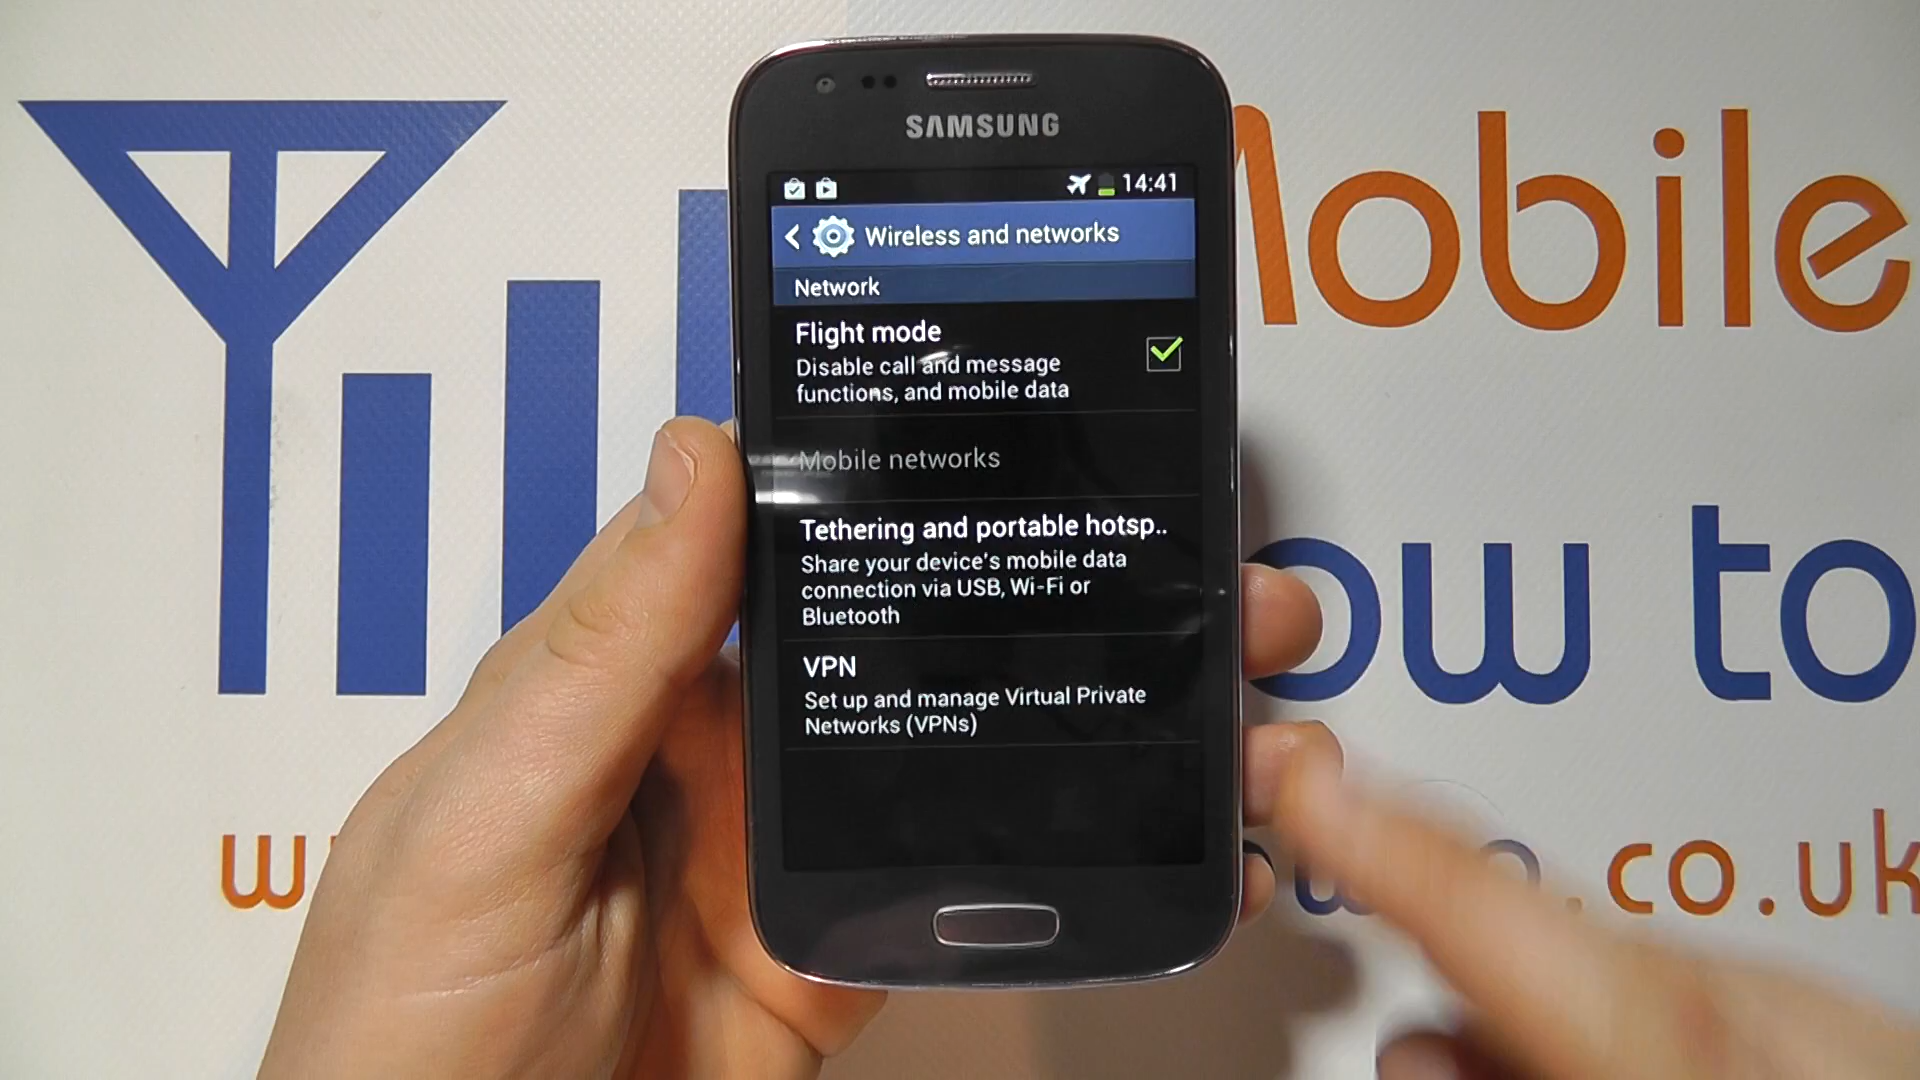 SAMSUNG
14:41
Wireless and networks
Network
Flight mode
Disable call and message
functions, and mobile data
Mobile networks
Tethering and portable hotsp..
Share your device's mobile data
connection via USB, Wi-Fi or
Bluetooth
VPN
Set up and manage Virtual Private
Networks (VPNs)
Mobile
ow to
.co.uk